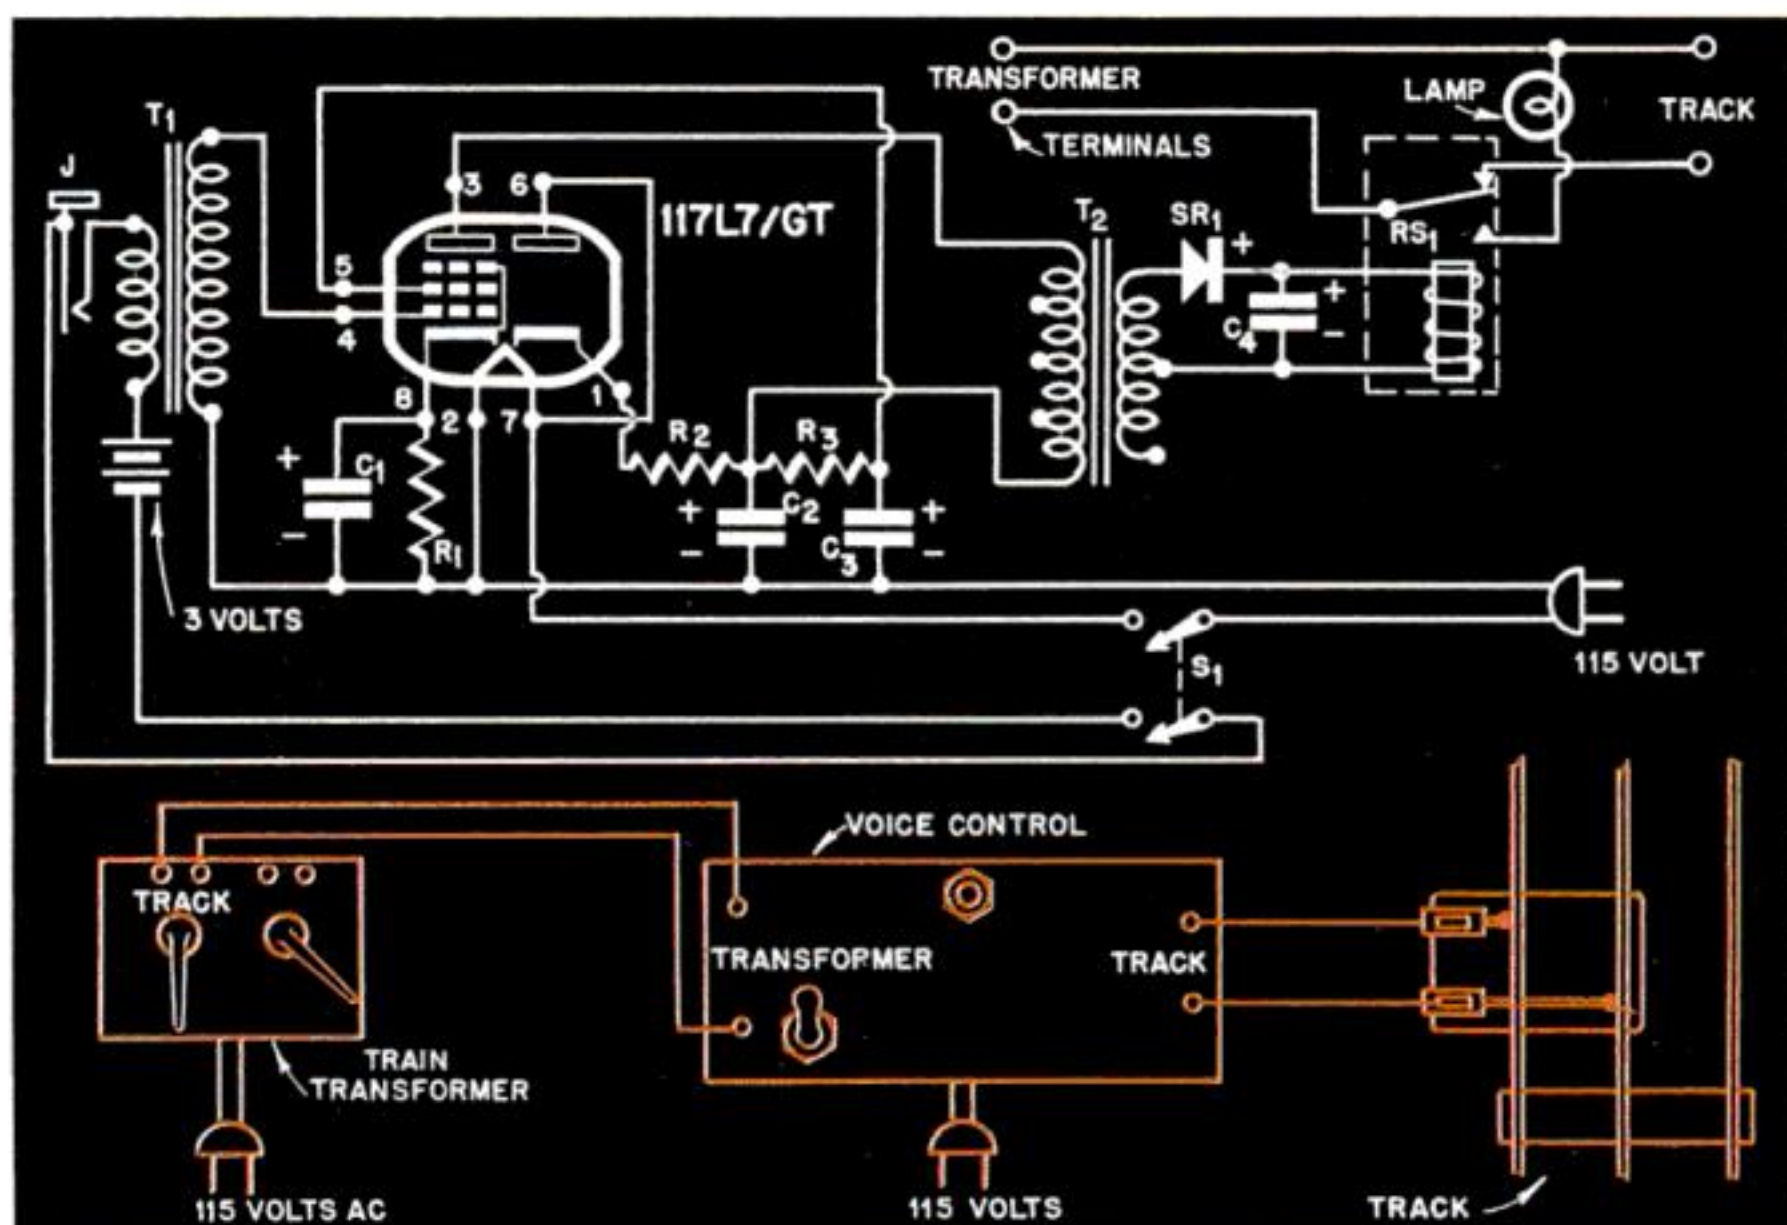 TRANSFORMER
TERMINALS
LAMP
TRACK
J
T1
3
6
117L7/GT
5
4
8
2
7
1
T2
SR1
+
RS1
C4
+
-
+
C1
-
R1
R2
R3
+
C2
-
C3
+
-
3 VOLTS
S1
115 VOLT
VOICE CONTROL
TRACK
TRANSFORMER
TRACK
TRAIN
TRANSFORMER
115 VOLTS AC
115 VOLTS
TRACK